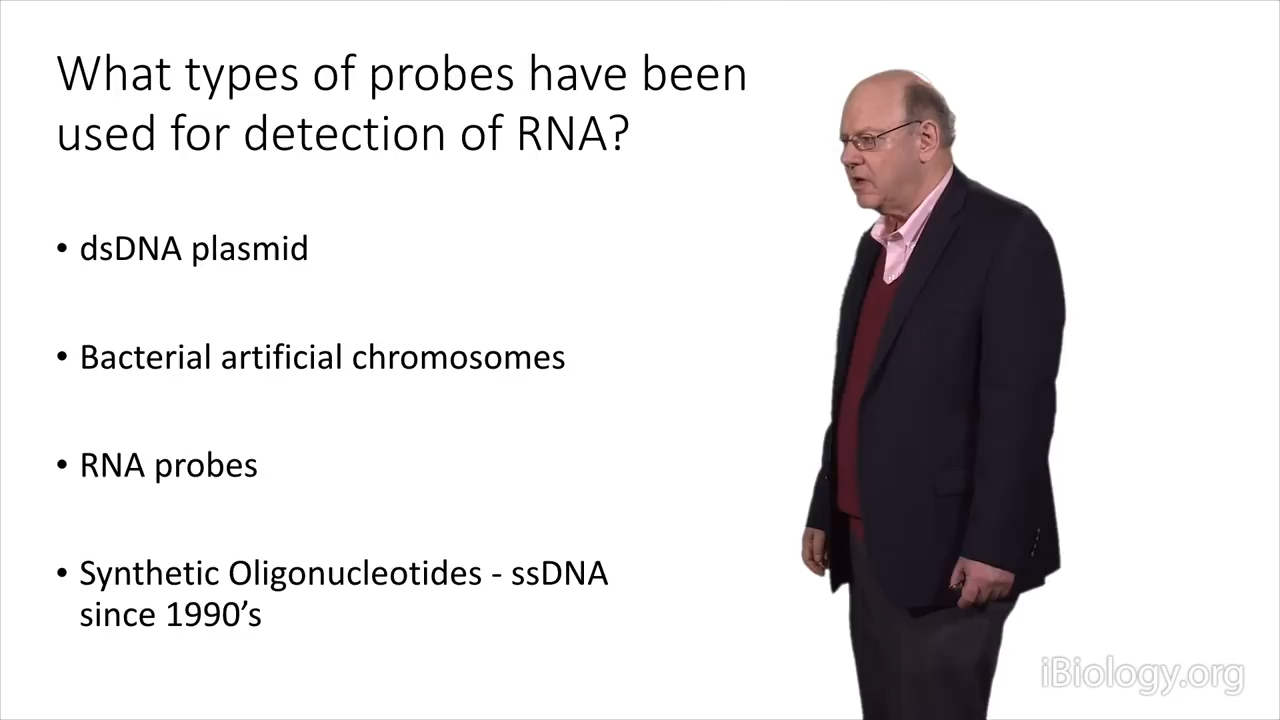 What types of probes have been
used for detection of RNA?
• dsDNA plasmid
• Bacterial artificial chromosomes
• RNA probes
• Synthetic Oligonucleotides - ssDNA
since 1990’s
iBiology.org